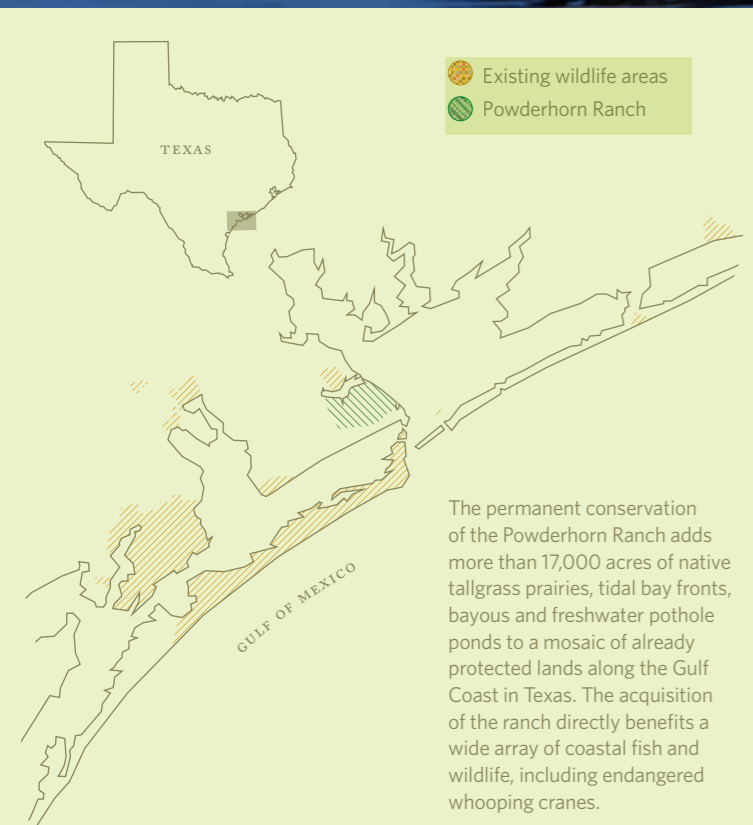 TEXAS
Existing wildlife areas
Powderhorn Ranch
GULF OF MEXICO
The permanent conservation
of the Powderhorn Ranch adds
more than 17,000 acres of native
tallgrass prairies, tidal bay fronts,
bayous and freshwater pothole
ponds to a mosaic of already
protected lands along the Gulf
Coast in Texas. The acquisition
of the ranch directly benefits a
wide array of coastal fish and
wildlife, including endangered
whooping cranes.